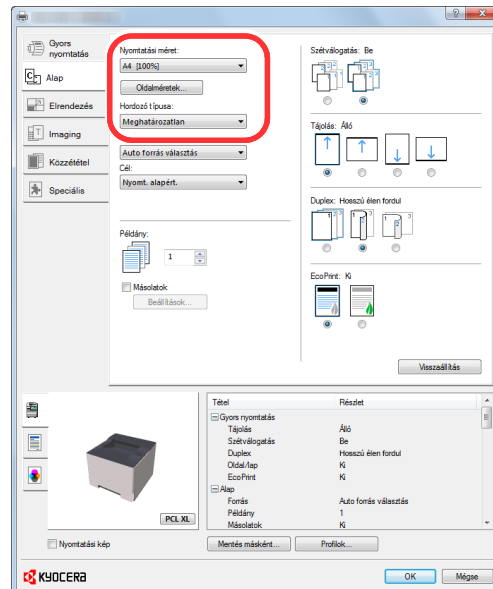 Gyors
nyomtatás
Alap
Elrendezés
Imaging
Közzététel
Speciális
Nyomtatási méret:
A4 [100%]
Oldalméretek...
Hordozó típusa:
Meghatározatlan
Auto forrás választás
Cél:
Nyomt. alapért.
Példány:
1
Másolatok
Beállítások...
Szétválogatás: Be
Tájolás: Álló
Duplex: Hosszú élen fordul
EcoPrint: Ki
Visszaállítás
PCL XL
Nyomtatási kép
Tétel Részlet
Gyors nyomtatás
Tájolás Álló
Szétválogatás Be
Duplex Hosszú élen fordul
Oldal/lap Ki
EcoPrint Ki
Alap
Forrás Auto forrás választás
Példány 1
Másolatok Ki
Mentés másként... Profilok...
KYOCERA
OK Mégse